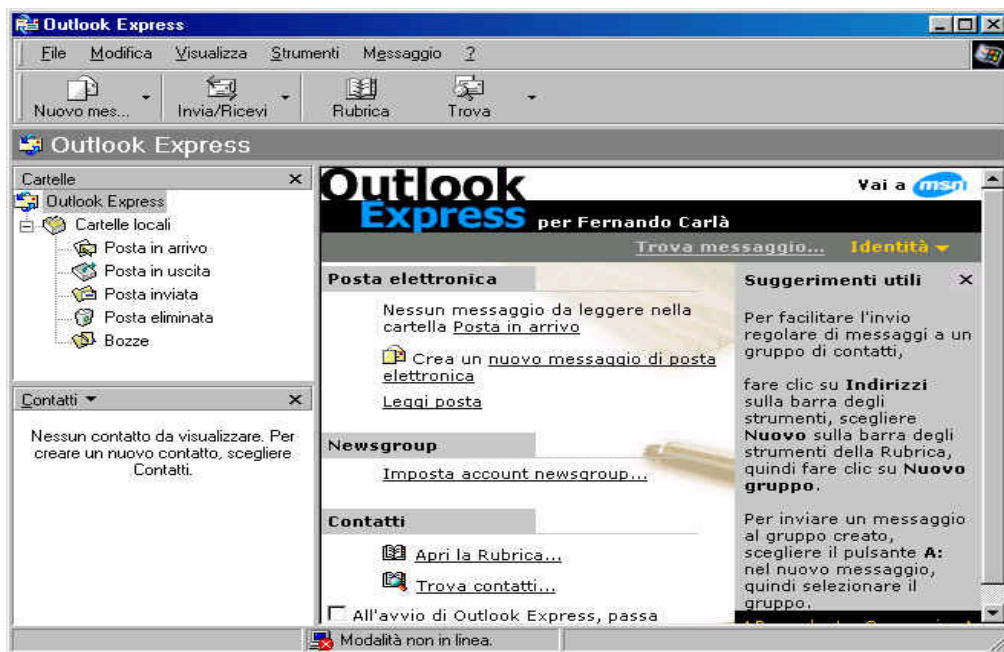 Outlook Express
File Modifica Visualizza Strumenti Messaggio ?
Nuovo mes... Invia/Ricevi Rubrica Trova
Outlook Express
Cartelle
Outlook Express
Cartelle locali
Posta in arrivo
Posta in uscita
Posta inviata
Posta eliminata
Bozze
Contatti
Nessun contatto da visualizzare. Per
creare un nuovo contatto, scegliere
Contatti.
Outlook
Express per Fernando Carlà
Vai a msn
Trova messaggio... Identità
Posta elettronica
Nessun messaggio da leggere nella
cartella Posta in arrivo
Crea un nuovo messaggio di posta
elettronica
Leggi posta
Newsgroup
Imposta account newsgroup...
Contatti
Apri la Rubrica...
Trova contatti...
All'avvio di Outlook Express, passa
Suggerimenti utili
Per facilitare l'invio
regolare di messaggi a un
gruppo di contatti,
fare clic su Indirizzi
sulla barra degli
strumenti, scegliere
Nuovo sulla barra degli
strumenti della Rubrica,
quindi fare clic su Nuovo
gruppo.
Per inviare un messaggio
al gruppo creato,
scegliere il pulsante A:
nel nuovo messaggio,
quindi selezionare il
gruppo.
Modalità non in linea.